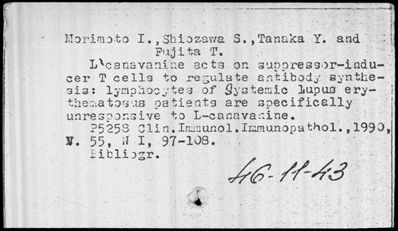 Morimoto I.,Shiozawa S.,Tanaka Y. and
Fujita T.
L canavanine acts on suppressor-indu-
cer T cells to regulate antibody synthe-
sis: lymphocytes of Systemic Lupus ery-
thematosus patients are specifically
unresponsive to L-canavanine.
P5258 Clin.Immunol.Immunopathol.,1990,
V. 55, N I, 97-108.
Bibliogr.
46-11-43